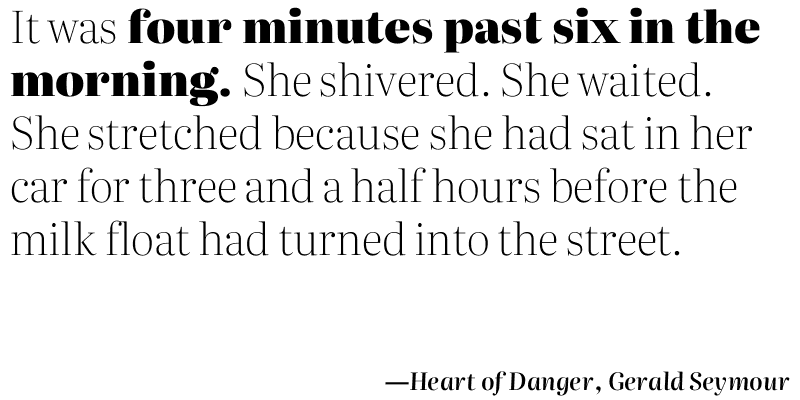 It was four minutes past six in the
morning. She shivered. She waited.
She stretched because she had sat in her
car for three and a half hours before the
milk float had turned into the street.
—Heart of Danger, Gerald Seymour